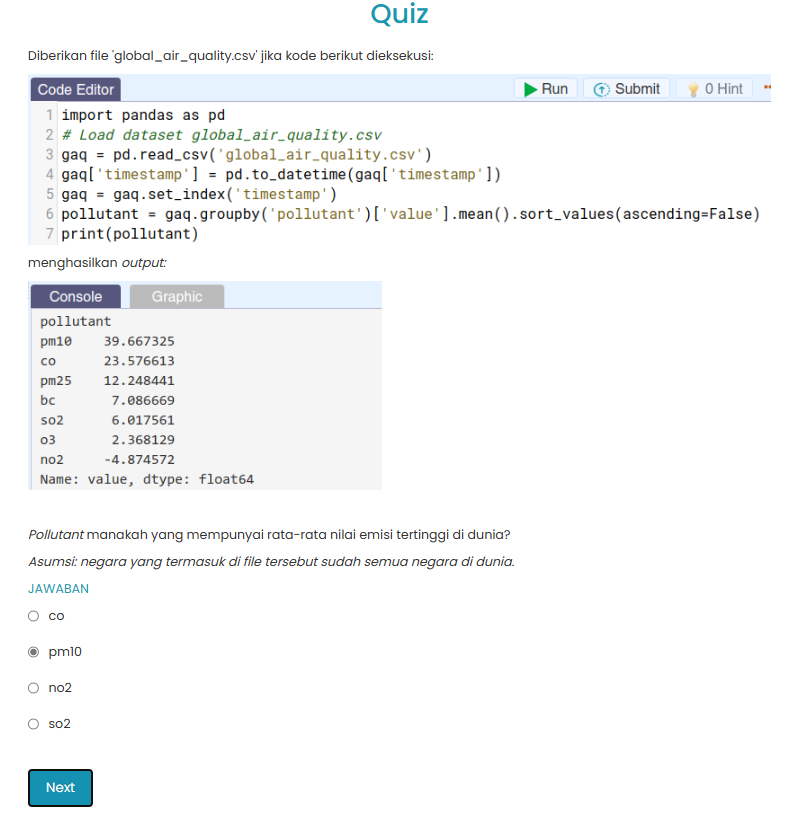 Quiz
Diberikan file 'global_air_quality.csv' jika kode berikut dieksekusi:
Code Editor
Run
Submit
0 Hint
1 import pandas as pd
2 # Load dataset global_air_quality.csv
3 gaq = pd.read_csv('global_air_quality.csv')
4 gaq['timestamp'] = pd.to_datetime(gaq['timestamp'])
5 gaq = gaq.set_index('timestamp')
6 pollutant = gaq.groupby('pollutant')['value'].mean().sort_values(ascending=False)
7 print(pollutant)
menghasilkan output:
Console Graphic
pollutant
pm10 39.667325
co 23.576613
pm25 12.248441
bc 7.086669
so2 6.017561
o3 2.368129
no2 -4.874572
Name: value, dtype: float64
Pollutant manakah yang mempunyai rata-rata nilai emisi tertinggi di dunia?
Asumsi: negara yang termasuk di file tersebut sudah semua negara di dunia.
JAWABAN
co
pm10
no2
so2
Next